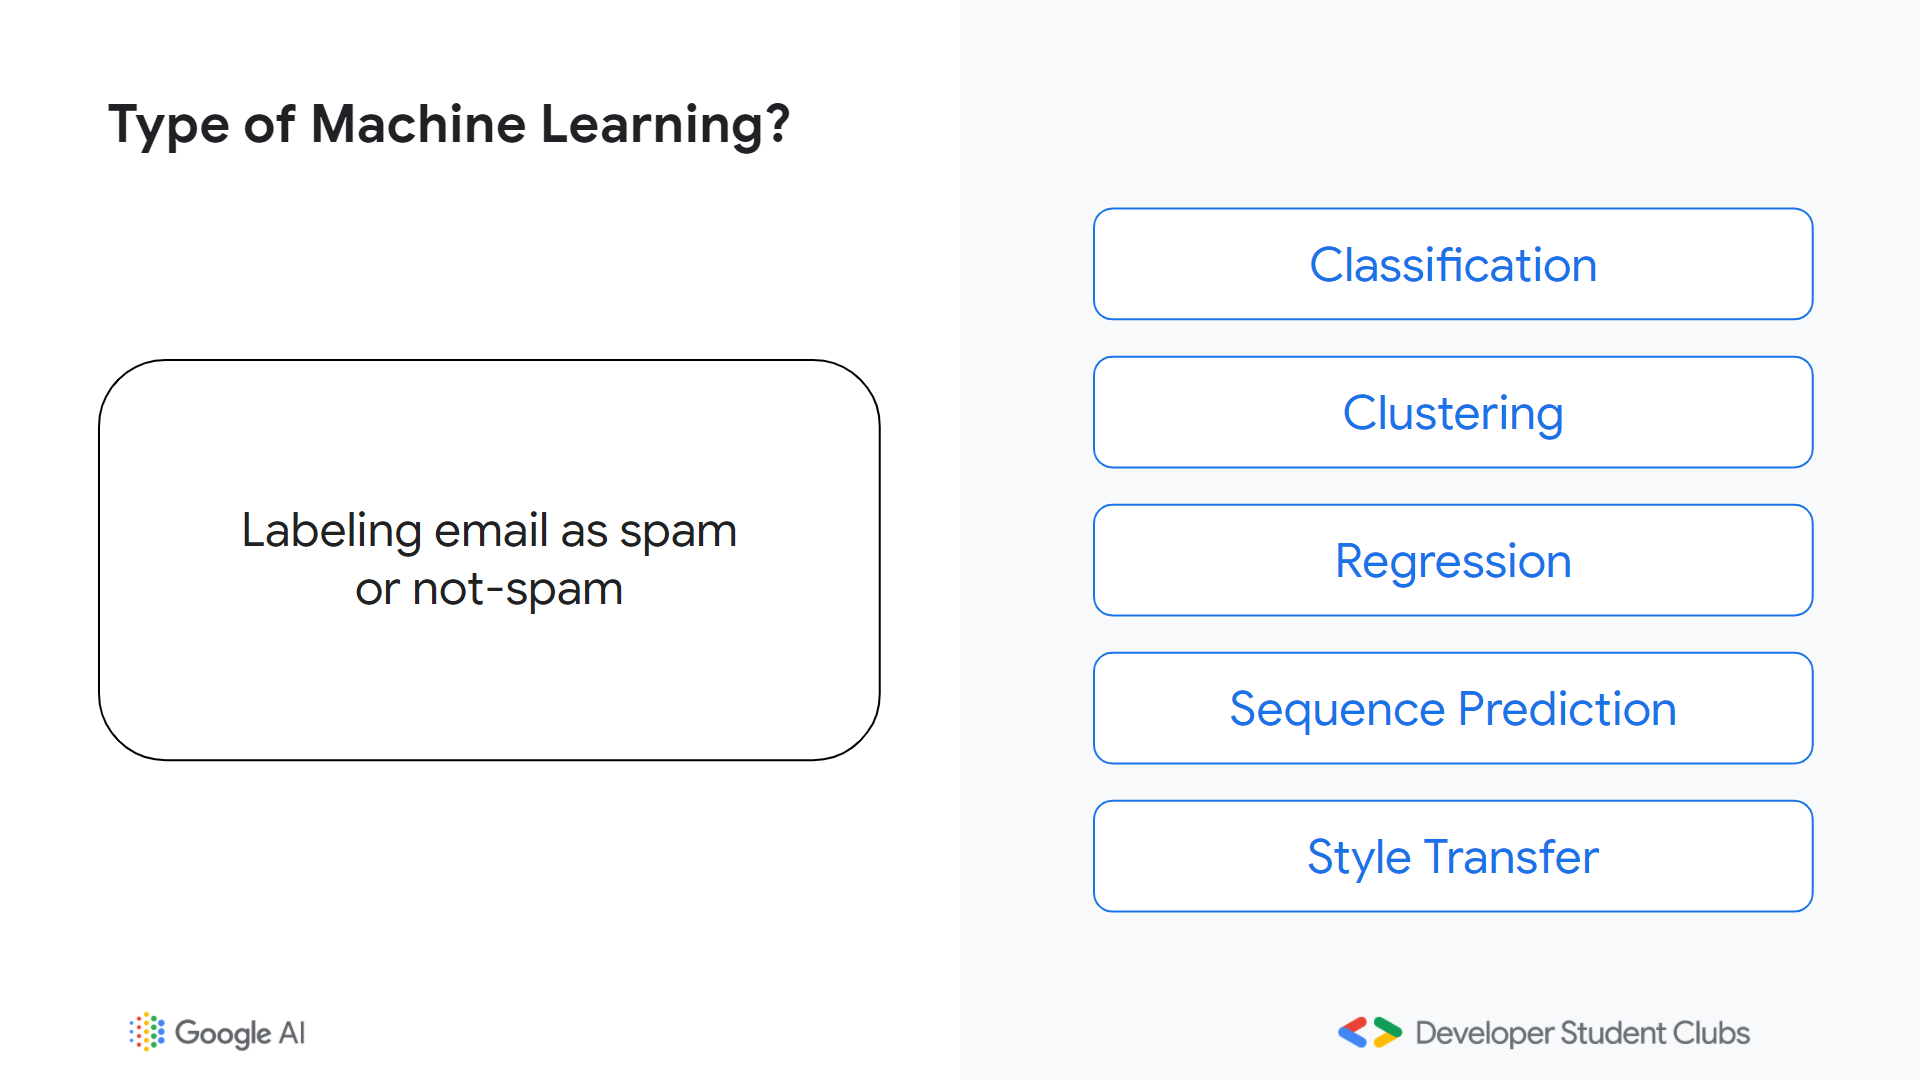 Type of Machine Learning?
Labeling email as spam
or not-spam
Classification
Clustering
Regression
Sequence Prediction
Style Transfer
Google AI
Developer Student Clubs